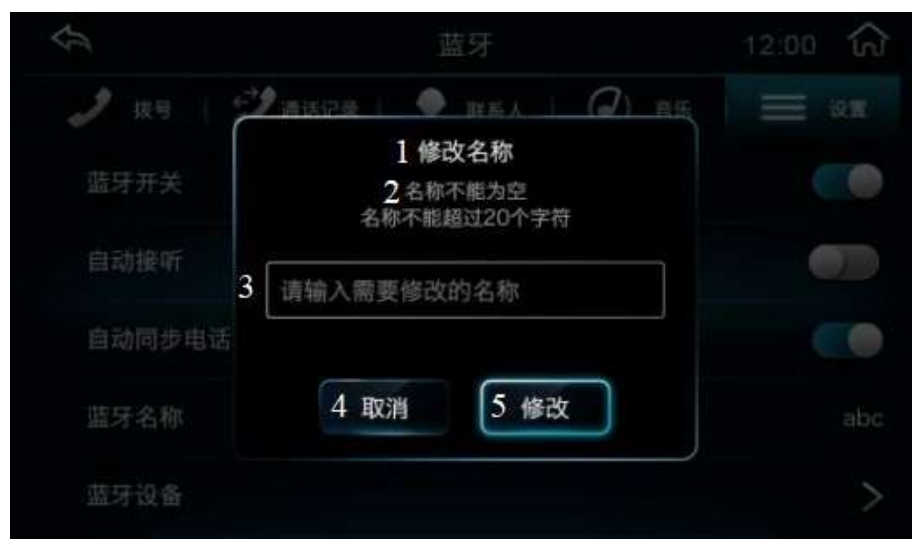 蓝牙
12:00
拨号
通话记录
联系人
音乐
设置
1 修改名称
2 名称不能为空
名称不能超过20个字符
蓝牙开关
自动接听
3 请输入需要修改的名称
自动同步电话
4 取消
5 修改
蓝牙名称
abc
蓝牙设备